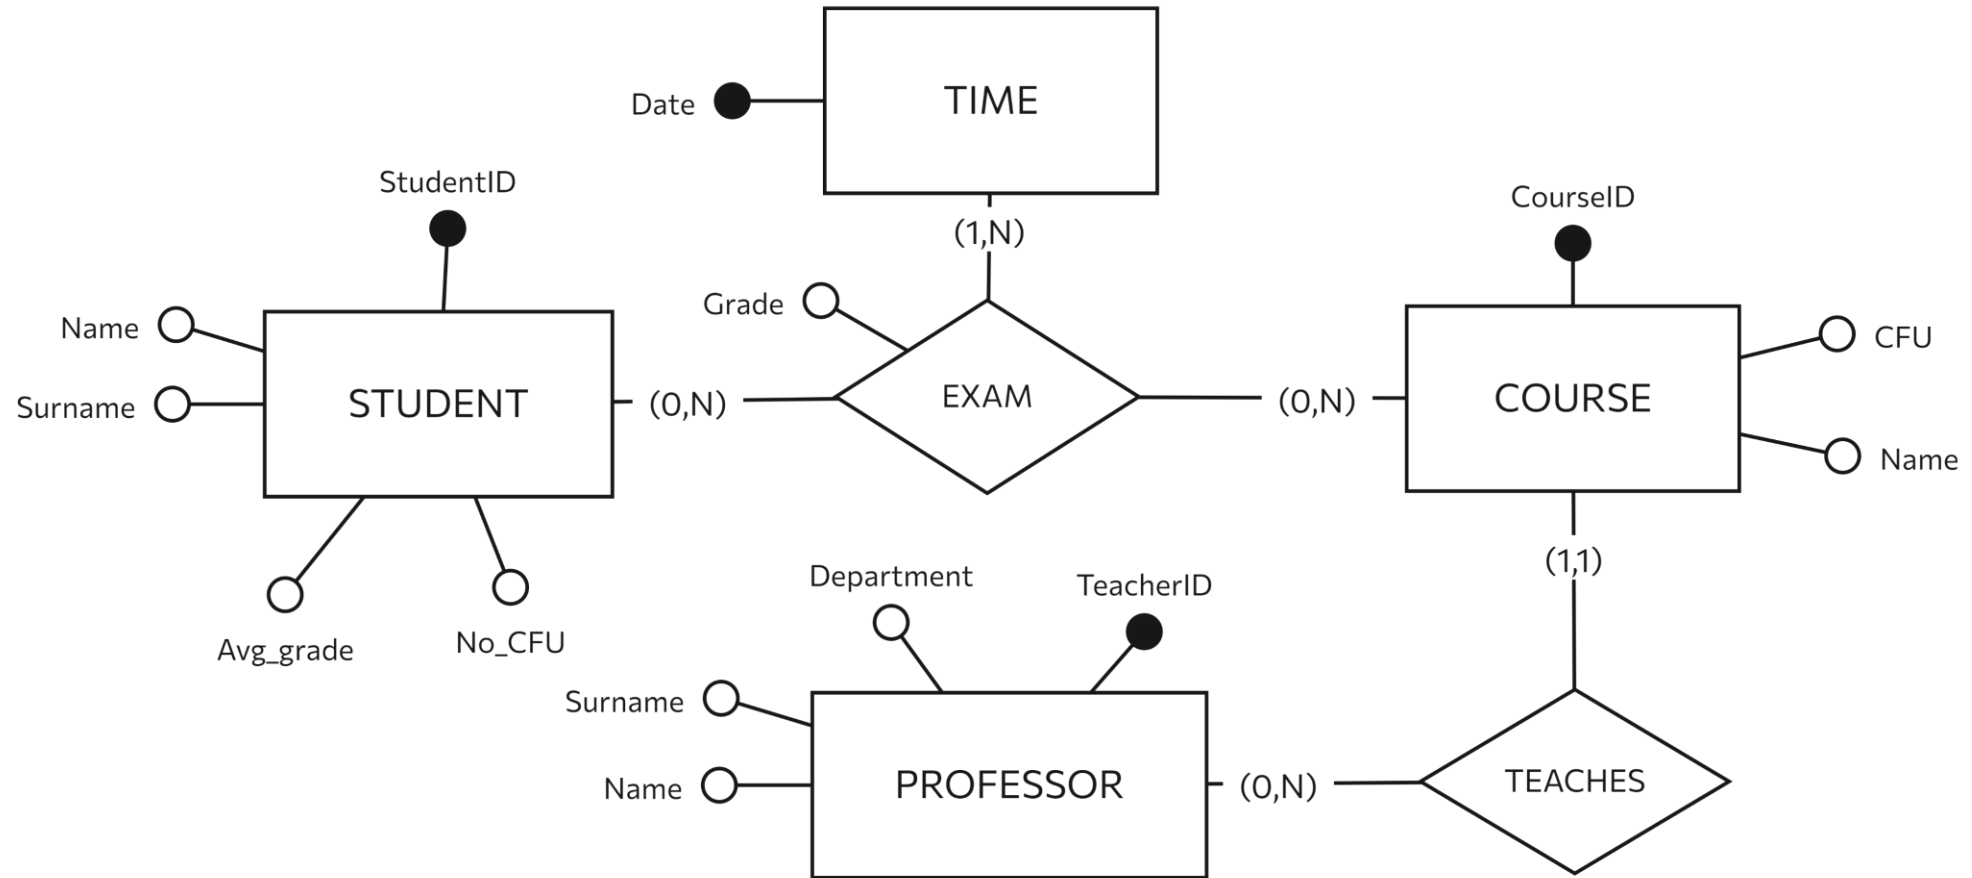 TIME
Date
StudentID
CourseID
(1,N)
Grade
Name
CFU
Surname
STUDENT
(0,N)
EXAM
(0,N)
COURSE
Name
(1,1)
Department
TeacherID
Avg_grade
No_CFU
Surname
Name
PROFESSOR
(0,N)
TEACHES